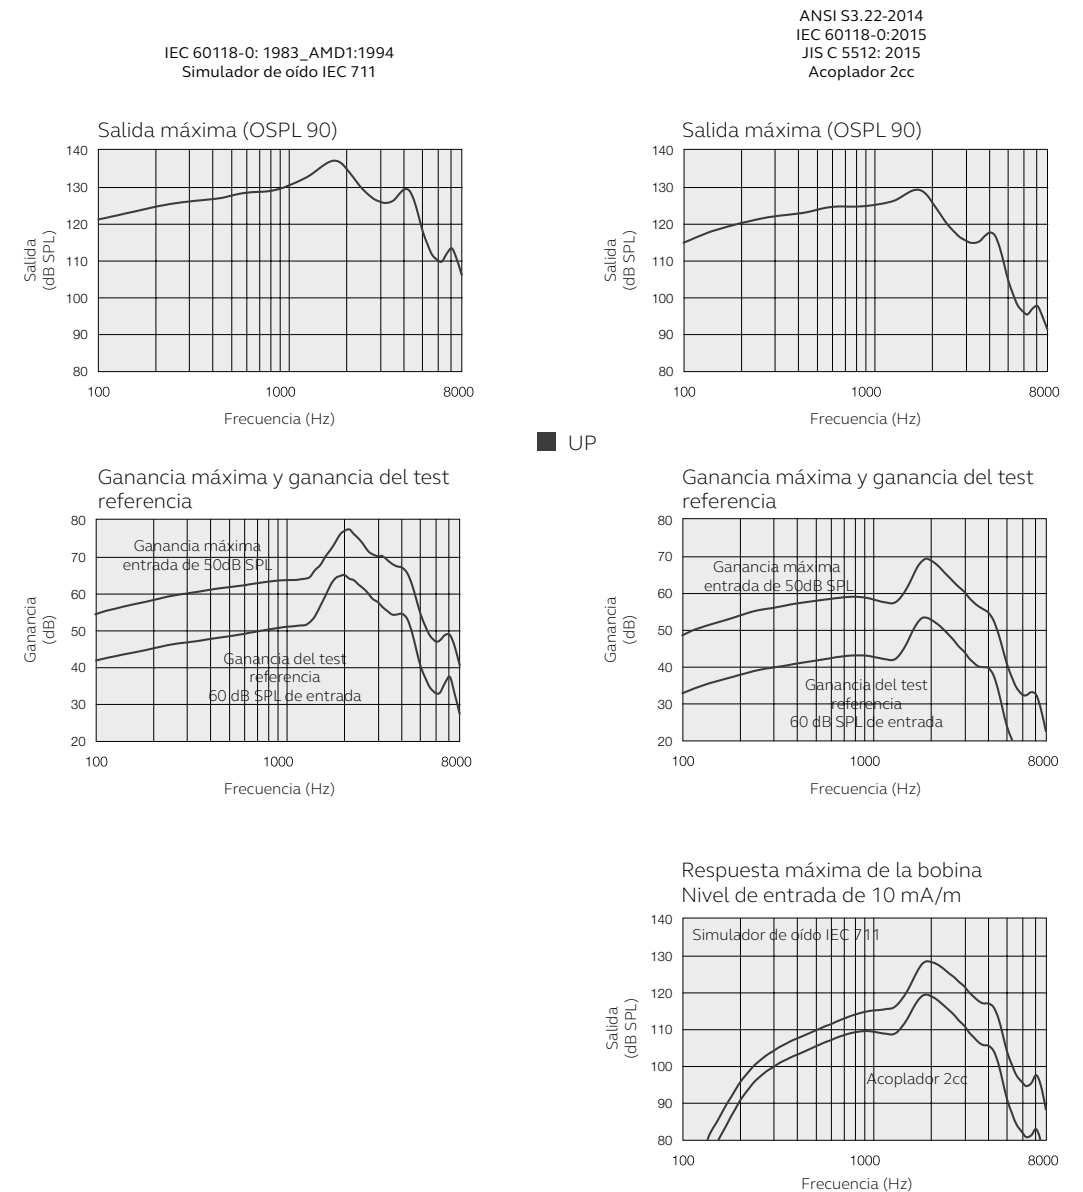 IEC 60118-0: 1983_AMD1:1994
Simulador de oído IEC 711
ANSI S3.22-2014
IEC 60118-0:2015
JIS C 5512: 2015
Acoplador 2cc
Salida máxima (OSPL 90)
140
130
120
110
100
90
80
Salida
(dB SPL)
100
1000
8000
Frecuencia (Hz)
Salida máxima (OSPL 90)
140
130
120
110
100
90
80
Salida
(dB SPL)
100
1000
8000
Frecuencia (Hz)
UP
Ganancia máxima y ganancia del test
referencia
80
70
60
50
40
30
20
Ganancia
(dB)
Ganancia máxima
entrada de 50dB SPL
Ganancia del test
referencia
60 dB SPL de entrada
100
1000
8000
Frecuencia (Hz)
Ganancia máxima y ganancia del test
referencia
80
70
60
50
40
30
20
Ganancia
(dB)
Ganancia máxima
entrada de 50dB SPL
Ganancia del test
referencia
60 dB SPL de entrada
100
1000
8000
Frecuencia (Hz)
Respuesta máxima de la bobina
Nivel de entrada de 10 mA/m
140
130
120
110
100
90
80
Salida
(dB SPL)
Simulador de oído IEC 711
Acoplador 2cc
100
1000
8000
Frecuencia (Hz)